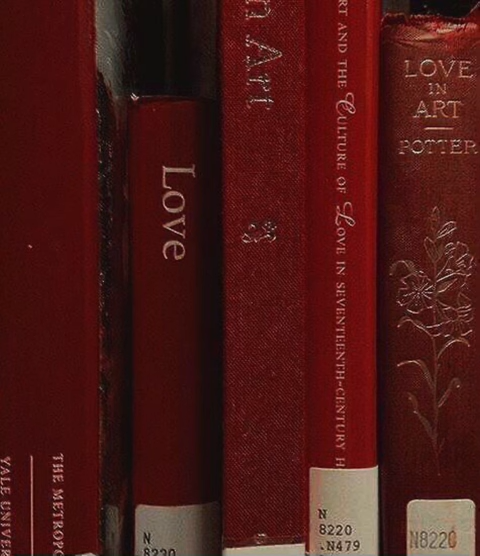 YALE UNIVER
THE METROPO
Love
N
8220
n Art
RT AND THE CULTURE OF LOVE IN SEVENTEENTH-CENTURY H
N
8220
.N479
LOVE
IN
ART
POTTER
N8220